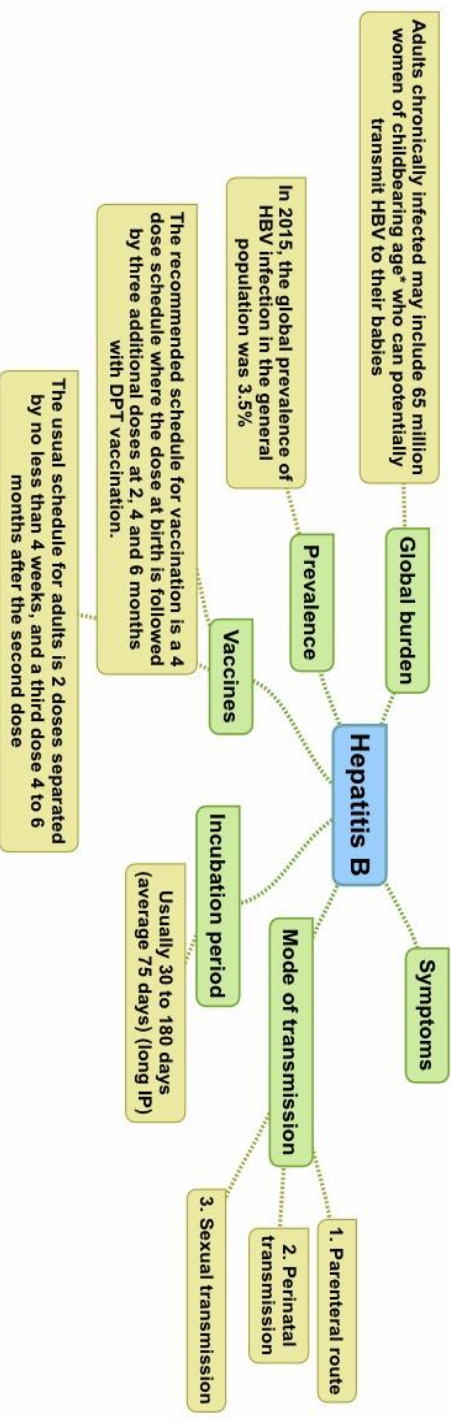 Hepatitis B
Global burden
Adults chronically infected may include 65 million
women of childbearing age* who can potentially
transmit HBV to their babies
Prevalence
In 2015, the global prevalence of
HBV infection in the general
population was 3.5%
Vaccines
The recommended schedule for vaccination is a 4
dose schedule where the dose at birth is followed
by three additional doses at 2, 4 and 6 months
with DPT vaccination.
The usual schedule for adults is 2 doses separated
by no less than 4 weeks, and a third dose 4 to 6
months after the second dose
Symptoms
Mode of transmission
1. Parenteral route
2. Perinatal
transmission
3. Sexual transmission
Incubation period
Usually 30 to 180 days
(average 75 days) (long IP)